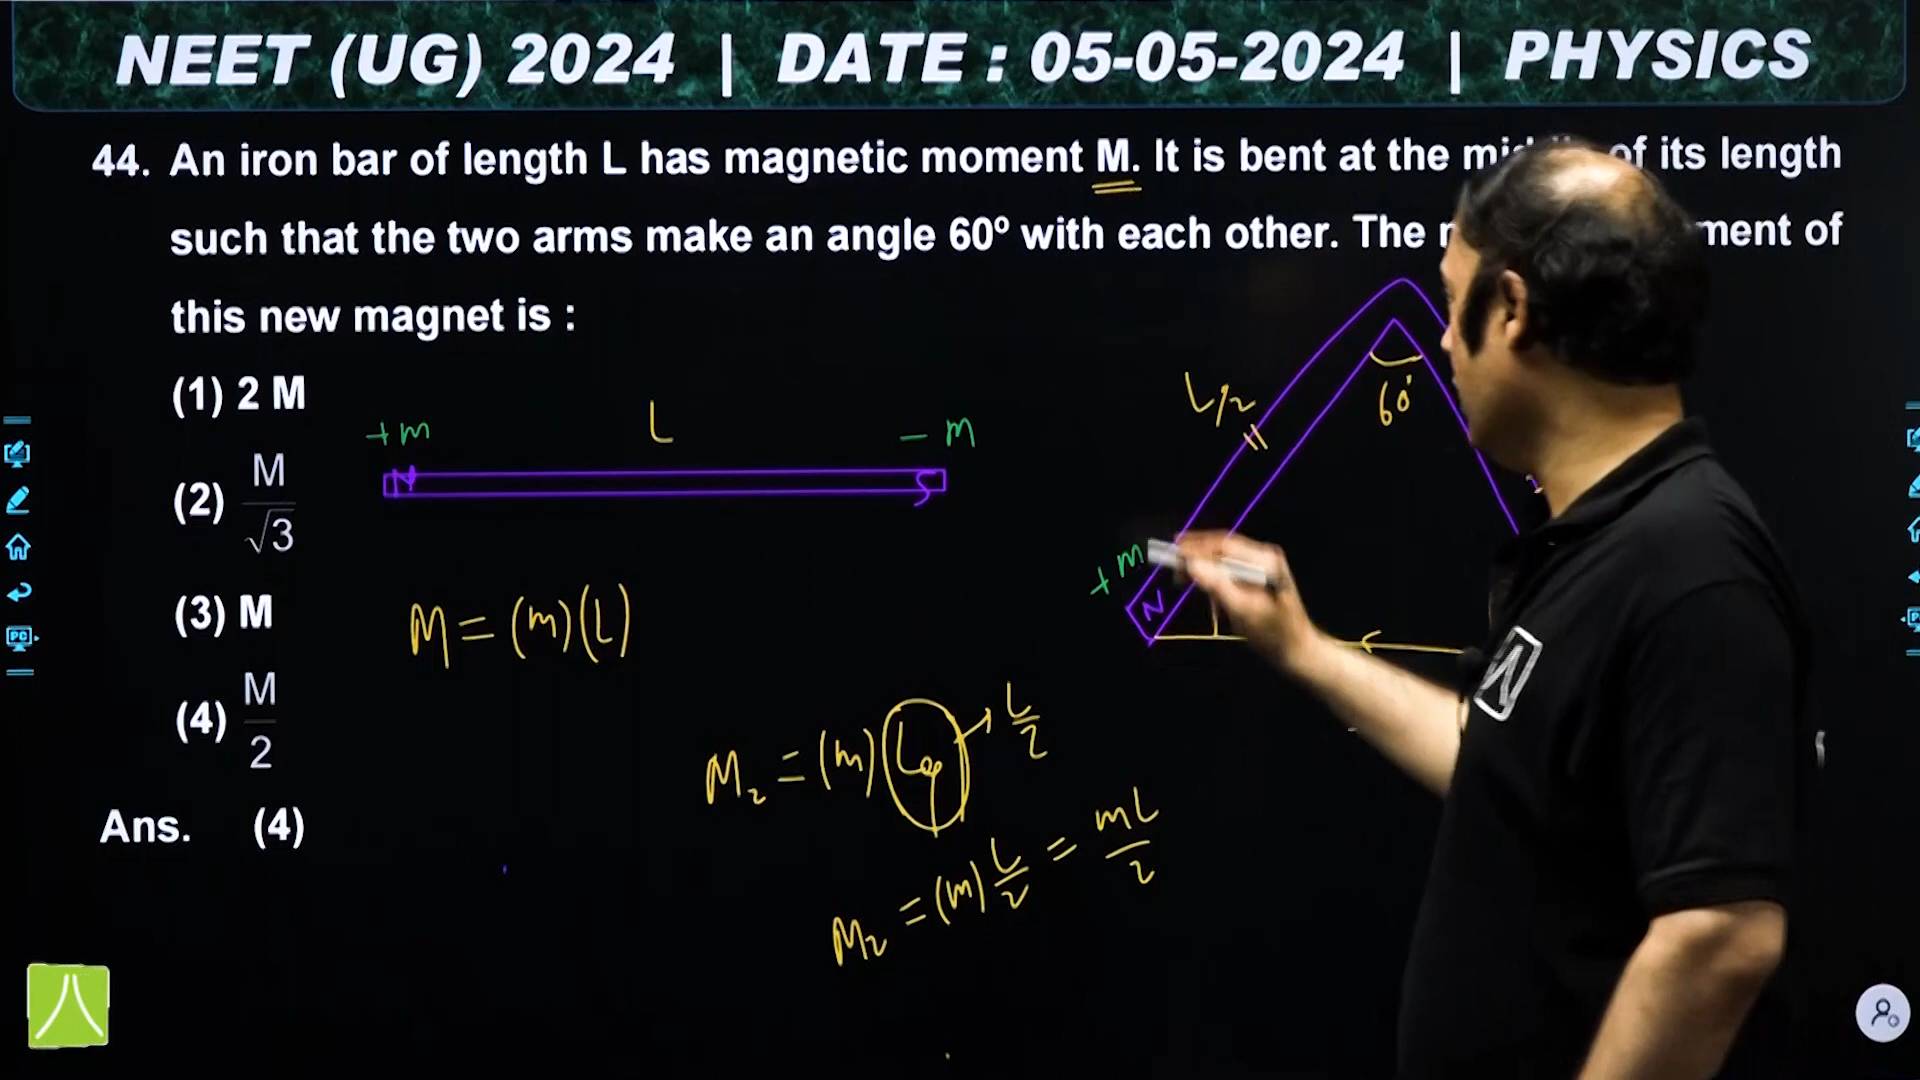 NEET (UG) 2024 | DATE : 05-05-2024 | PHYSICS
44. An iron bar of length L has magnetic moment M. It is bent at the of its length
such that the two arms make an angle 60º with each other. The ment of
this new magnet is :
(1) 2 M
(2) M/√3
(3) M
(4) M/2
Ans. (4)
+m L – m
N S
M = (m)(L)
L/2
60°
+m
N
M₂ = (m)(L → L/2
M₂ = (m) L/2 = mL/2
PC